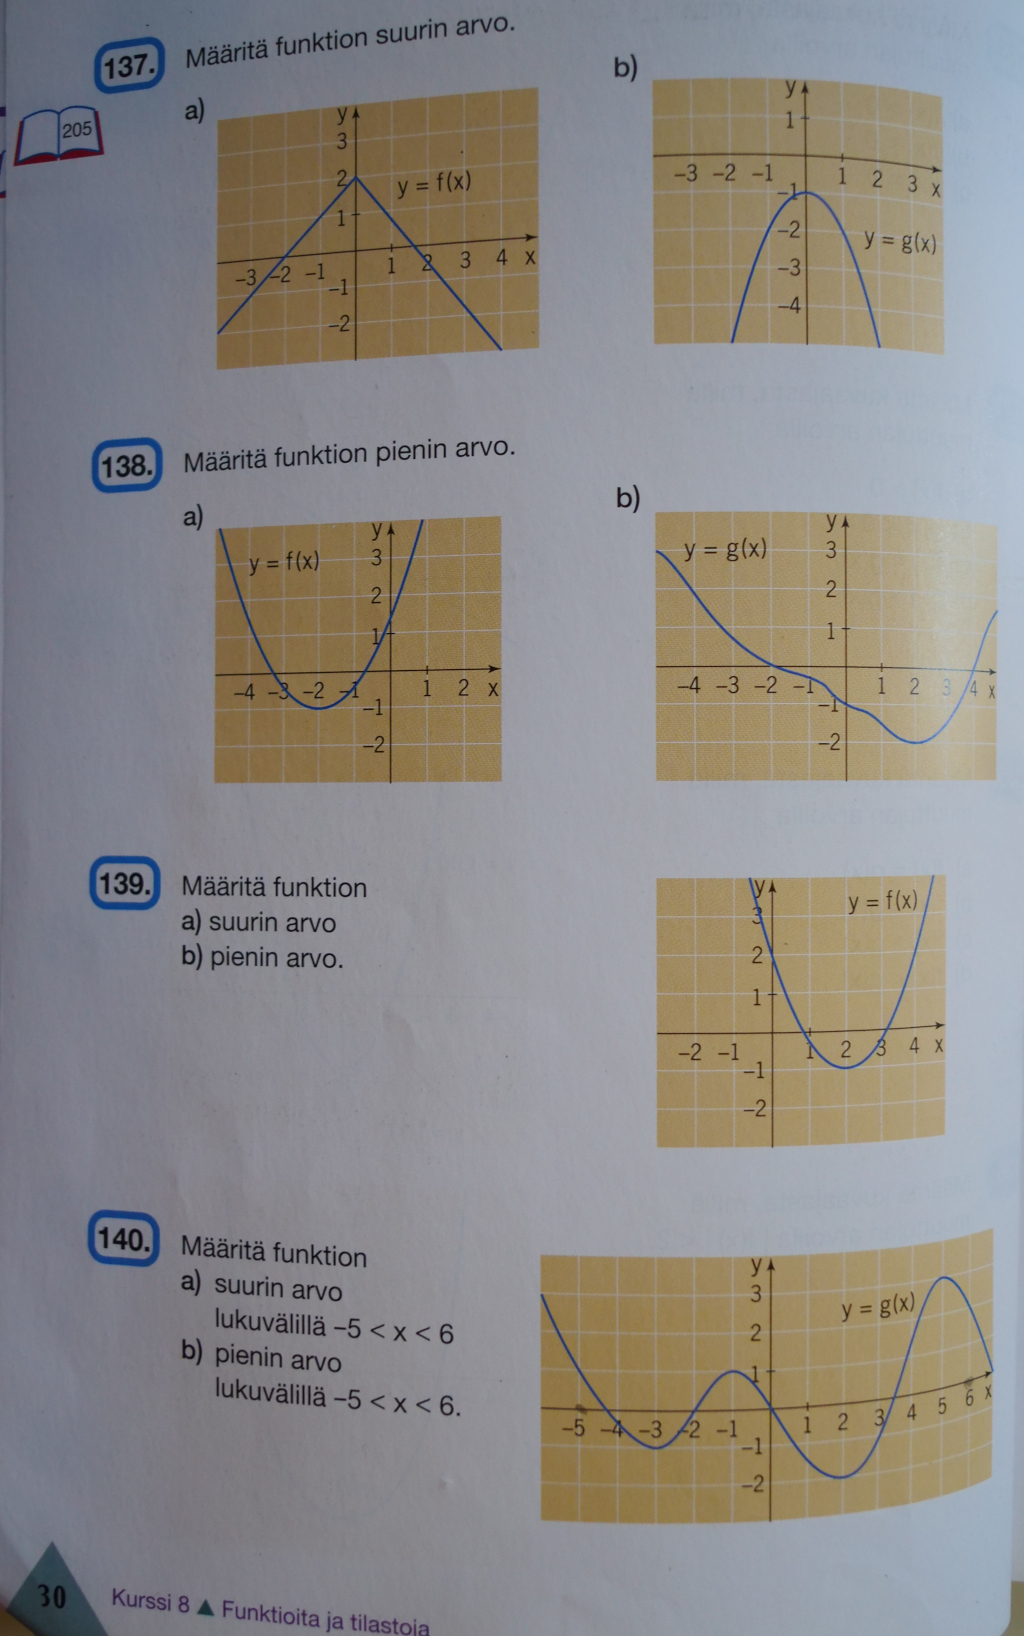 137. Määritä funktion suurin arvo.
205
a)
y
3
2
1
y = f(x)
-3 -2 -1 1 2 3 4 x
-1
-2
b)
y
1
-3 -2 -1 1 2 3 x
-1
-2
y = g(x)
-3
-4
138. Määritä funktion pienin arvo.
a)
y
y = f(x)
3
2
1
-4 -3 -2 -1 1 2 x
-1
-2
b)
y
y = g(x)
3
2
1
-4 -3 -2 -1 1 2 3 4 x
-1
-2
139. Määritä funktion
a) suurin arvo
b) pienin arvo.
y
y = f(x)
3
2
1
-2 -1 1 2 3 4 x
-1
-2
140. Määritä funktion
a) suurin arvo
lukuvälillä –5 < x < 6
b) pienin arvo
lukuvälillä –5 < x < 6.
y
3
y = g(x)
2
1
-5 -4 -3 -2 -1 1 2 3 4 5 6 x
-1
-2
30
Kurssi 8 ▲ Funktioita ja tilastoja